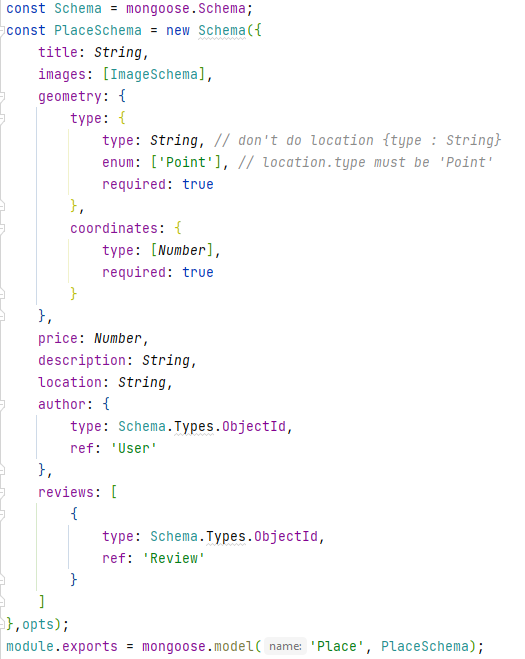 const Schema = mongoose.Schema;
const PlaceSchema = new Schema({
    title: String,
    images: [ImageSchema],
    geometry: {
        type: {
            type: String, // don't do location {type : String}
            enum: ['Point'], // location.type must be 'Point'
            required: true
        },
        coordinates: {
            type: [Number],
            required: true
        }
    },
    price: Number,
    description: String,
    location: String,
    author: {
        type: Schema.Types.ObjectId,
        ref: 'User'
    },
    reviews: [
        {
            type: Schema.Types.ObjectId,
            ref: 'Review'
        }
    ]
},opts);
module.exports = mongoose.model( name: 'Place', PlaceSchema);